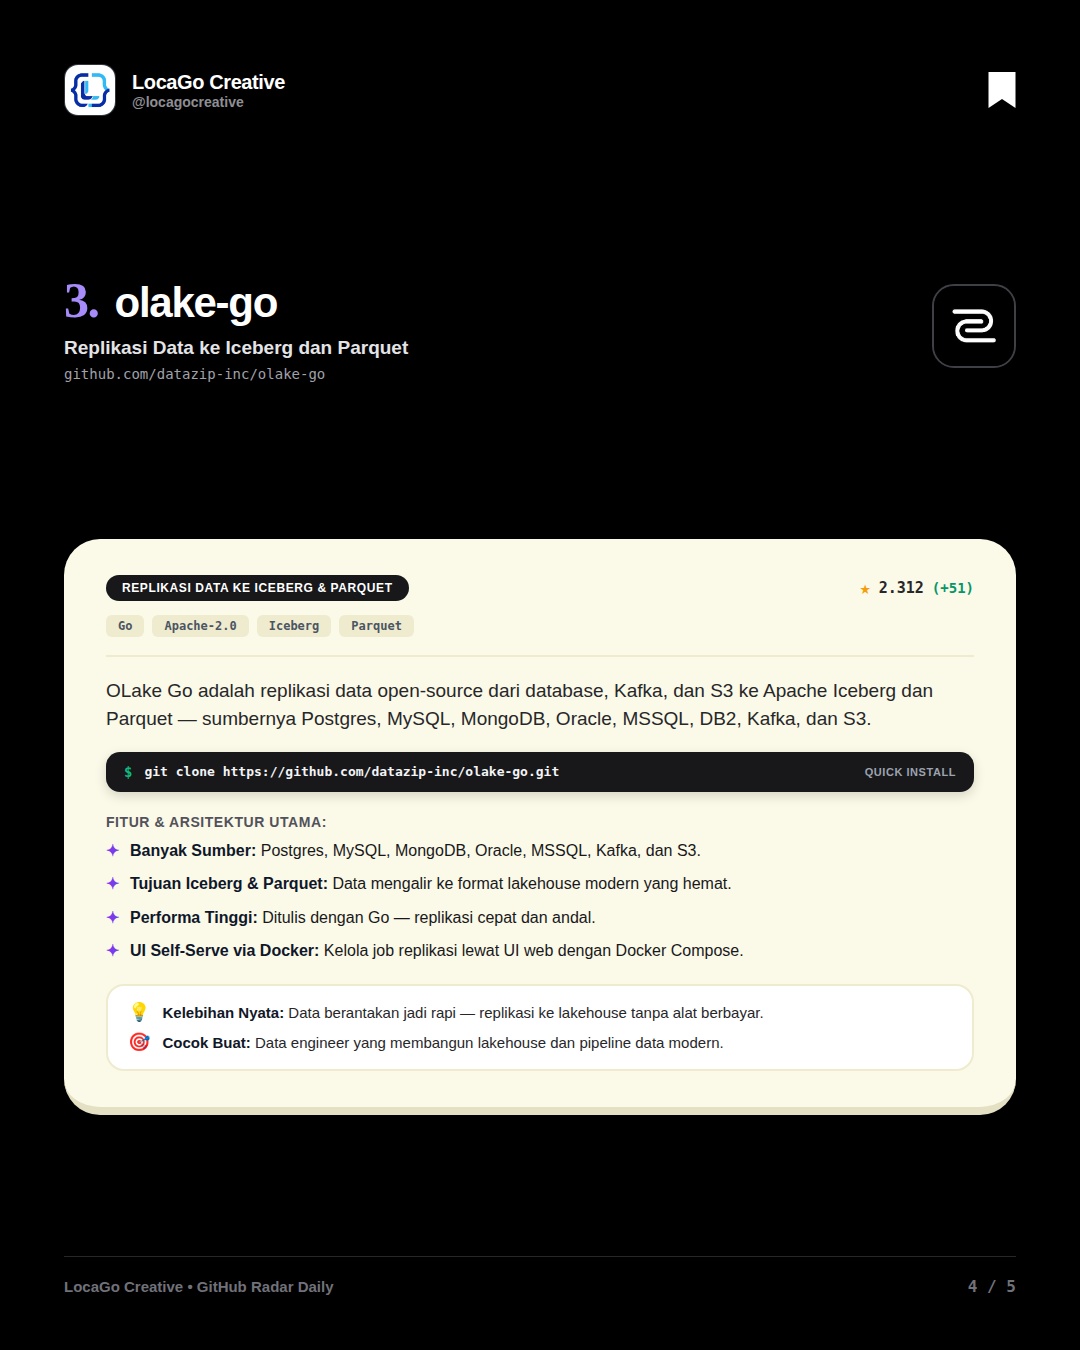 LocaGo Creative
@locagocreative
3. olake-go
Replikasi Data ke Iceberg dan Parquet
github.com/datazip-inc/olake-go
REPLIKASI DATA KE ICEBERG & PARQUET
★ 2.312 (+51)
Go Apache-2.0 Iceberg Parquet
OLake Go adalah replikasi data open-source dari database, Kafka, dan S3 ke Apache Iceberg dan
Parquet — sumbernya Postgres, MySQL, MongoDB, Oracle, MSSQL, DB2, Kafka, dan S3.
$ git clone https://github.com/datazip-inc/olake-go.git
QUICK INSTALL
FITUR & ARSITEKTUR UTAMA:
✦ Banyak Sumber: Postgres, MySQL, MongoDB, Oracle, MSSQL, Kafka, dan S3.
✦ Tujuan Iceberg & Parquet: Data mengalir ke format lakehouse modern yang hemat.
✦ Performa Tinggi: Ditulis dengan Go — replikasi cepat dan andal.
✦ UI Self-Serve via Docker: Kelola job replikasi lewat UI web dengan Docker Compose.
💡 Kelebihan Nyata: Data berantakan jadi rapi — replikasi ke lakehouse tanpa alat berbayar.
🎯 Cocok Buat: Data engineer yang membangun lakehouse dan pipeline data modern.
LocaGo Creative • GitHub Radar Daily
4 / 5